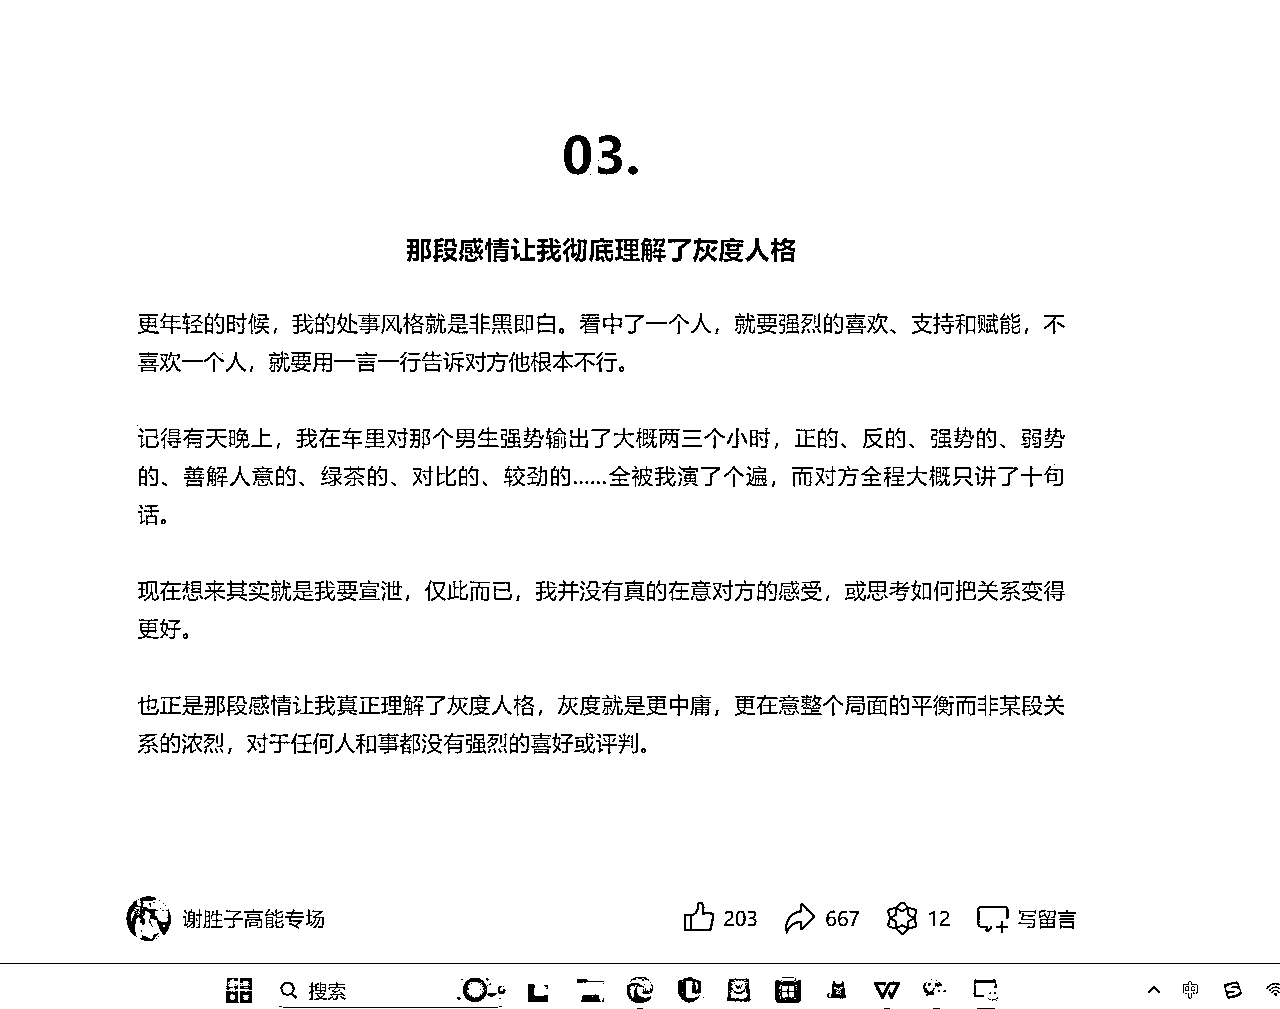 03.
那段感情让我彻底理解了灰度人格
更年轻的时候，我的处事风格就是非黑即白。看中了一个人，就要强烈的喜欢、支持和赋能，不
喜欢一个人，就要用一言一行告诉对方他根本不行。
记得有天晚上，我在车里对那个男生强势输出了大概两三个小时，正的、反的、强势的、弱势
的、善解人意的、绿茶的、对比的、较劲的......全被我演了个遍，而对方全程大概只讲了十句
话。
现在想来其实就是我要宣泄，仅此而已，我并没有真的在意对方的感受，或思考如何把关系变得
更好。
也正是那段感情让我真正理解了灰度人格，灰度就是更中庸，更在意整个局面的平衡而非某段关
系的浓烈，对于任何人和事都没有强烈的喜好或评判。
谢胜子高能专场 203 667 12 写留言
搜索 中